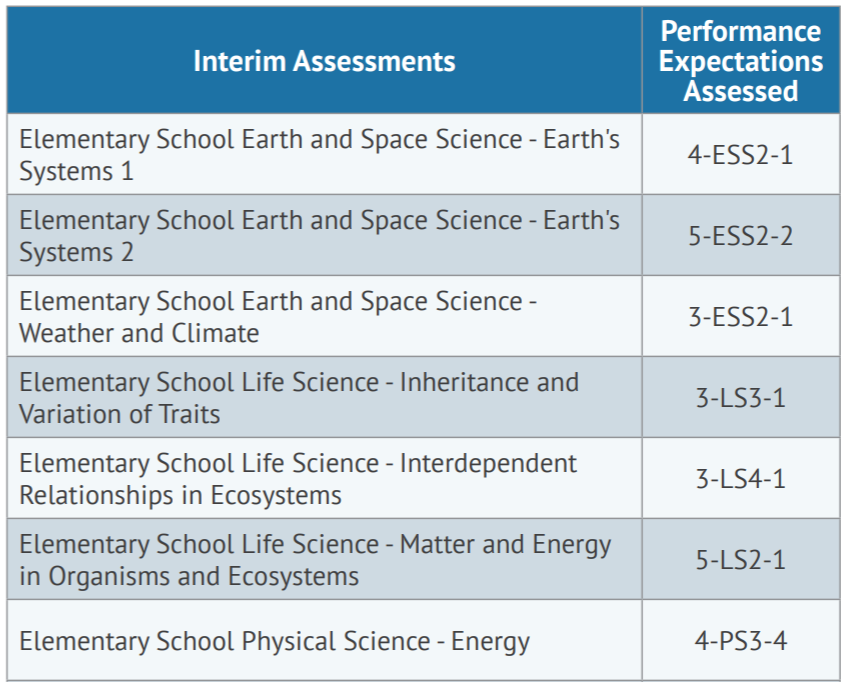 Interim Assessments
Performance
Expectations
Assessed
Elementary School Earth and Space Science - Earth's
Systems 1
4-ESS2-1
Elementary School Earth and Space Science - Earth's
Systems 2
5-ESS2-2
Elementary School Earth and Space Science -
Weather and Climate
3-ESS2-1
Elementary School Life Science - Inheritance and
Variation of Traits
3-LS3-1
Elementary School Life Science - Interdependent
Relationships in Ecosystems
3-LS4-1
Elementary School Life Science - Matter and Energy
in Organisms and Ecosystems
5-LS2-1
Elementary School Physical Science - Energy
4-PS3-4